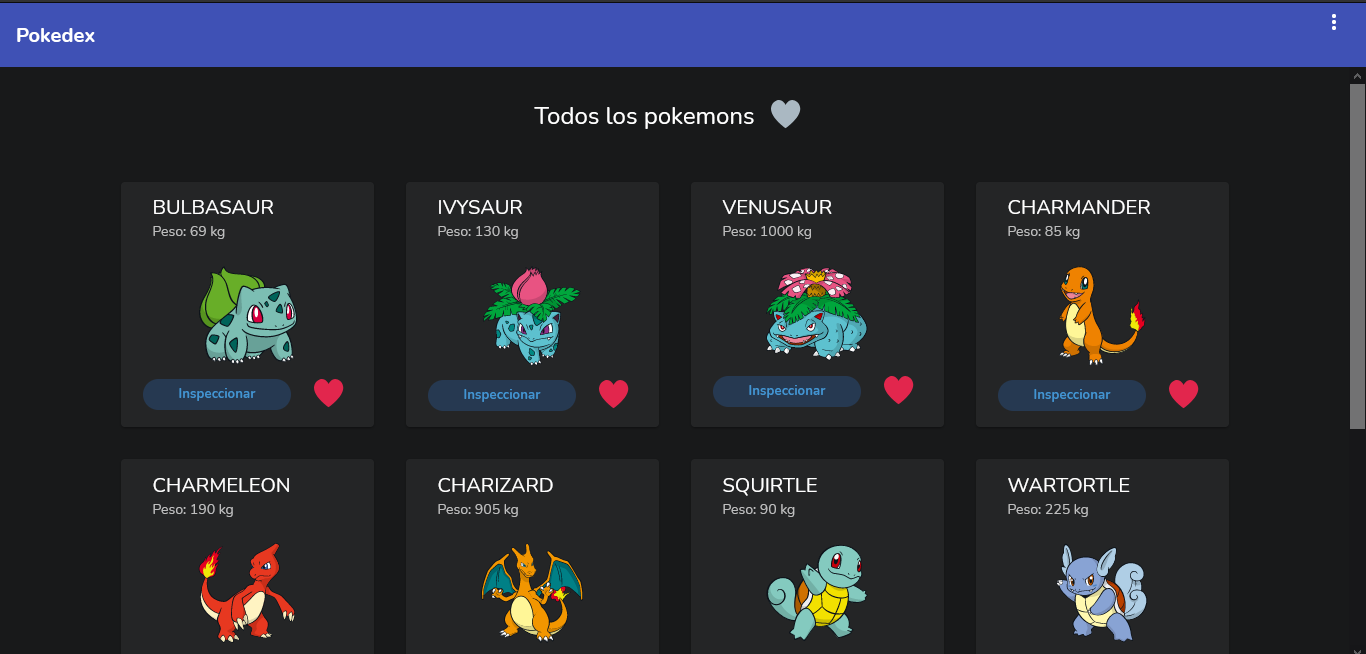 Pokedex
Todos los pokemons
BULBASAUR
Peso: 69 kg
Inspeccionar
IVYSAUR
Peso: 130 kg
Inspeccionar
VENUSAUR
Peso: 1000 kg
Inspeccionar
CHARMANDER
Peso: 85 kg
Inspeccionar
CHARMELEON
Peso: 190 kg
CHARIZARD
Peso: 905 kg
SQUIRTLE
Peso: 90 kg
WARTORTLE
Peso: 225 kg